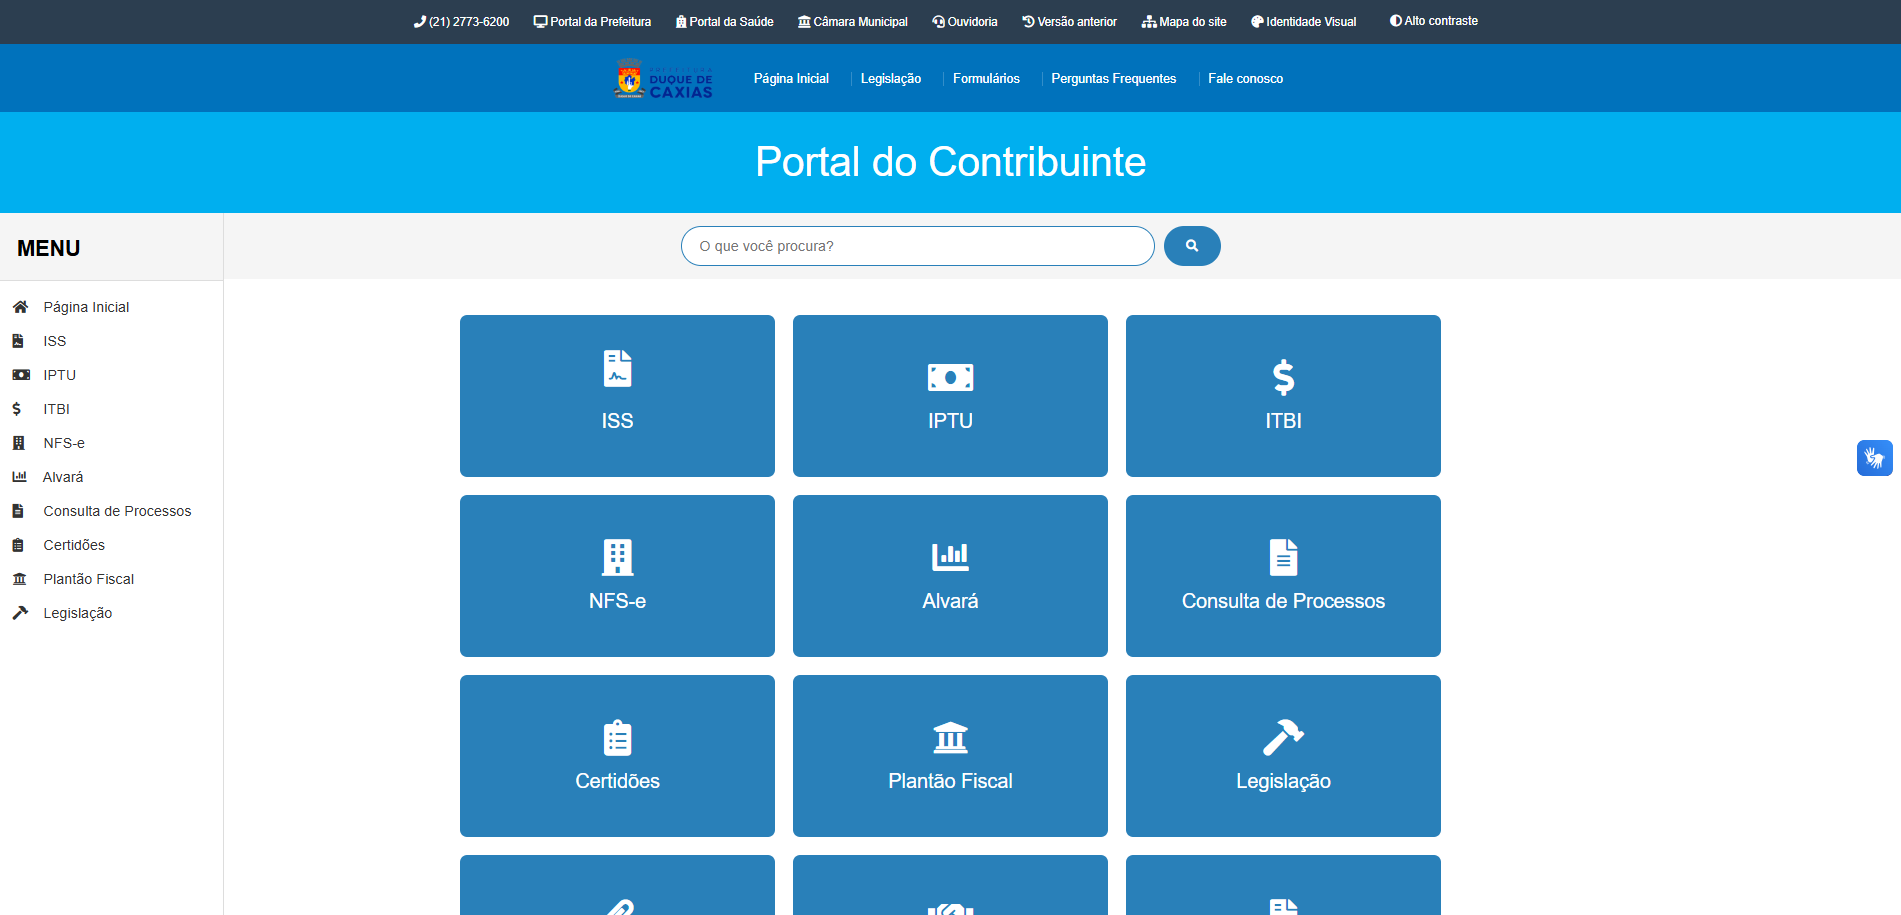 (21) 2773-6200 Portal da Prefeitura Portal da Saúde Câmara Municipal Ouvidoria Versão anterior Mapa do site Identidade Visual Alto contraste
PREFEITURA
DUQUE DE
CAXIAS
Página Inicial Legislação Formulários Perguntas Frequentes Fale conosco
Portal do Contribuinte
MENU
O que você procura?
Página Inicial
ISS
IPTU
ITBI
NFS-e
Alvará
Consulta de Processos
Certidões
Plantão Fiscal
Legislação
ISS
IPTU
ITBI
NFS-e
Alvará
Consulta de Processos
Certidões
Plantão Fiscal
Legislação